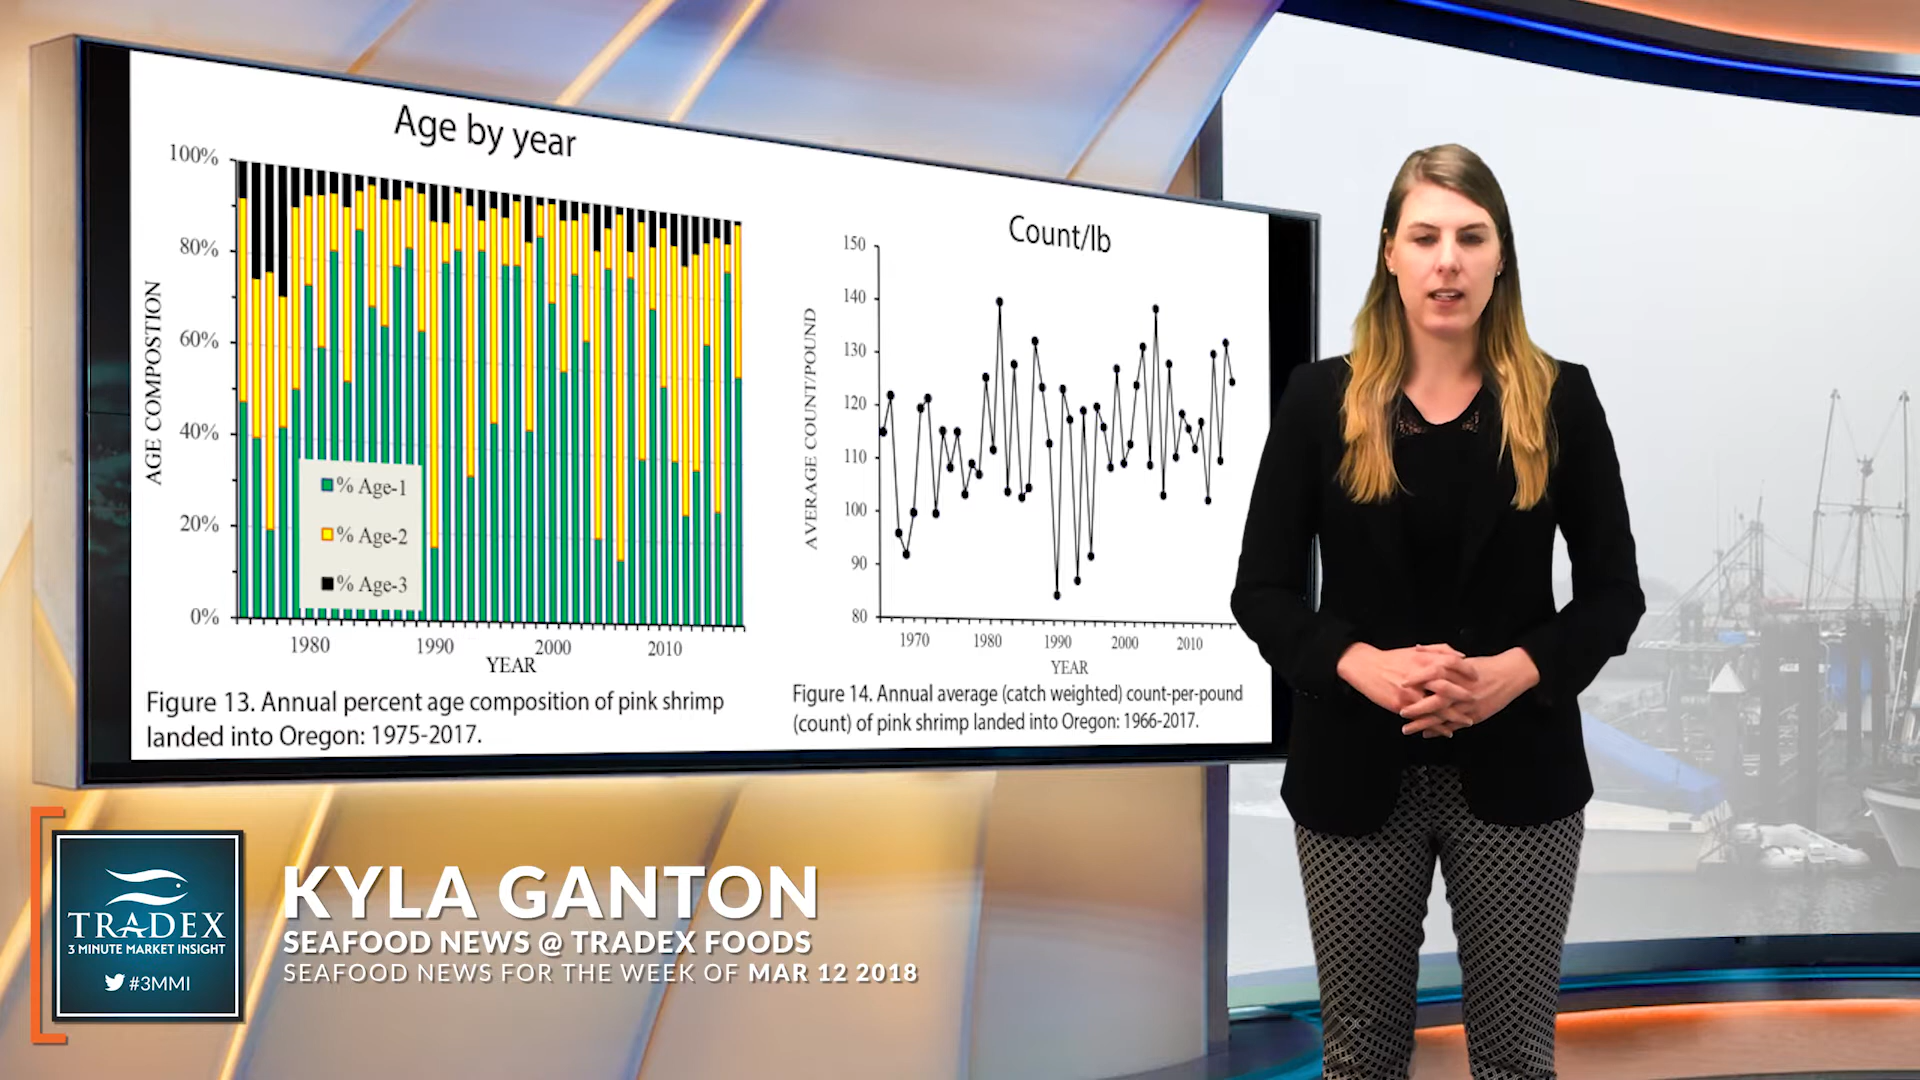 Age by year
100%
80%
60%
40%
20%
0%
AGE COMPOSTION
% Age-1
% Age-2
% Age-3
1980
1990
2000
2010
YEAR
Figure 13. Annual percent age composition of pink shrimp
landed into Oregon: 1975-2017.
Count/lb
150
140
130
120
110
100
90
80
AVERAGE COUNT/POUND
1970
1980
1990
2000
2010
YEAR
Figure 14. Annual average (catch weighted) count-per-pound
(count) of pink shrimp landed into Oregon: 1966-2017.
TRADEX
3 MINUTE MARKET INSIGHT
#3MMI
KYLA GANTON
SEAFOOD NEWS @ TRADEX FOODS
SEAFOOD NEWS FOR THE WEEK OF MAR 12 2018